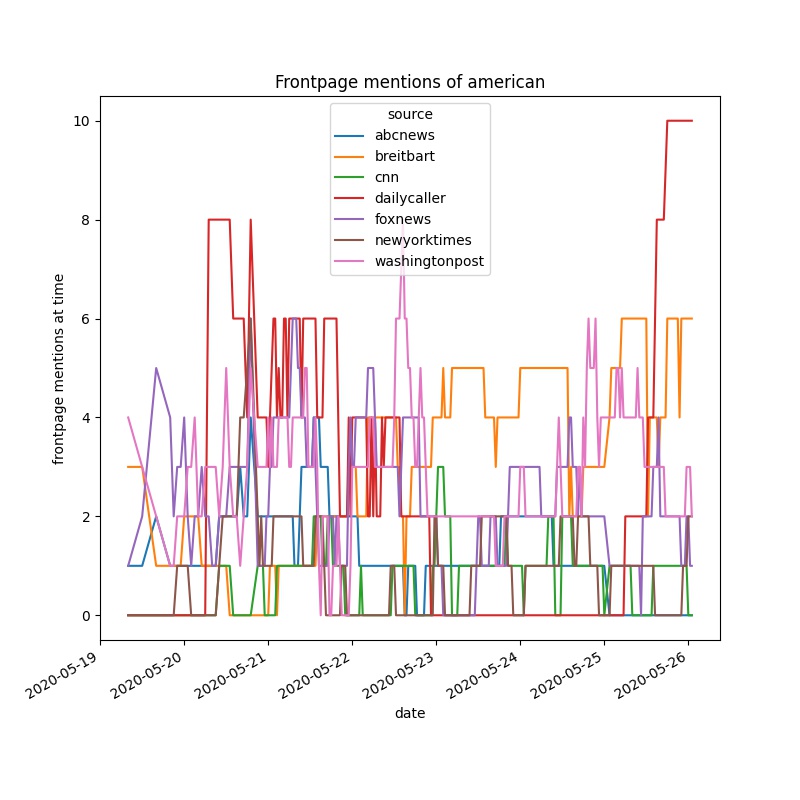 Frontpage mentions of american
source
abcnews
breitbart
cnn
dailycaller
foxnews
newyorktimes
washingtonpost
frontpage mentions at time
10
8
6
4
2
0
2020-05-19
2020-05-20
2020-05-21
2020-05-22
2020-05-23
2020-05-24
2020-05-25
2020-05-26
date